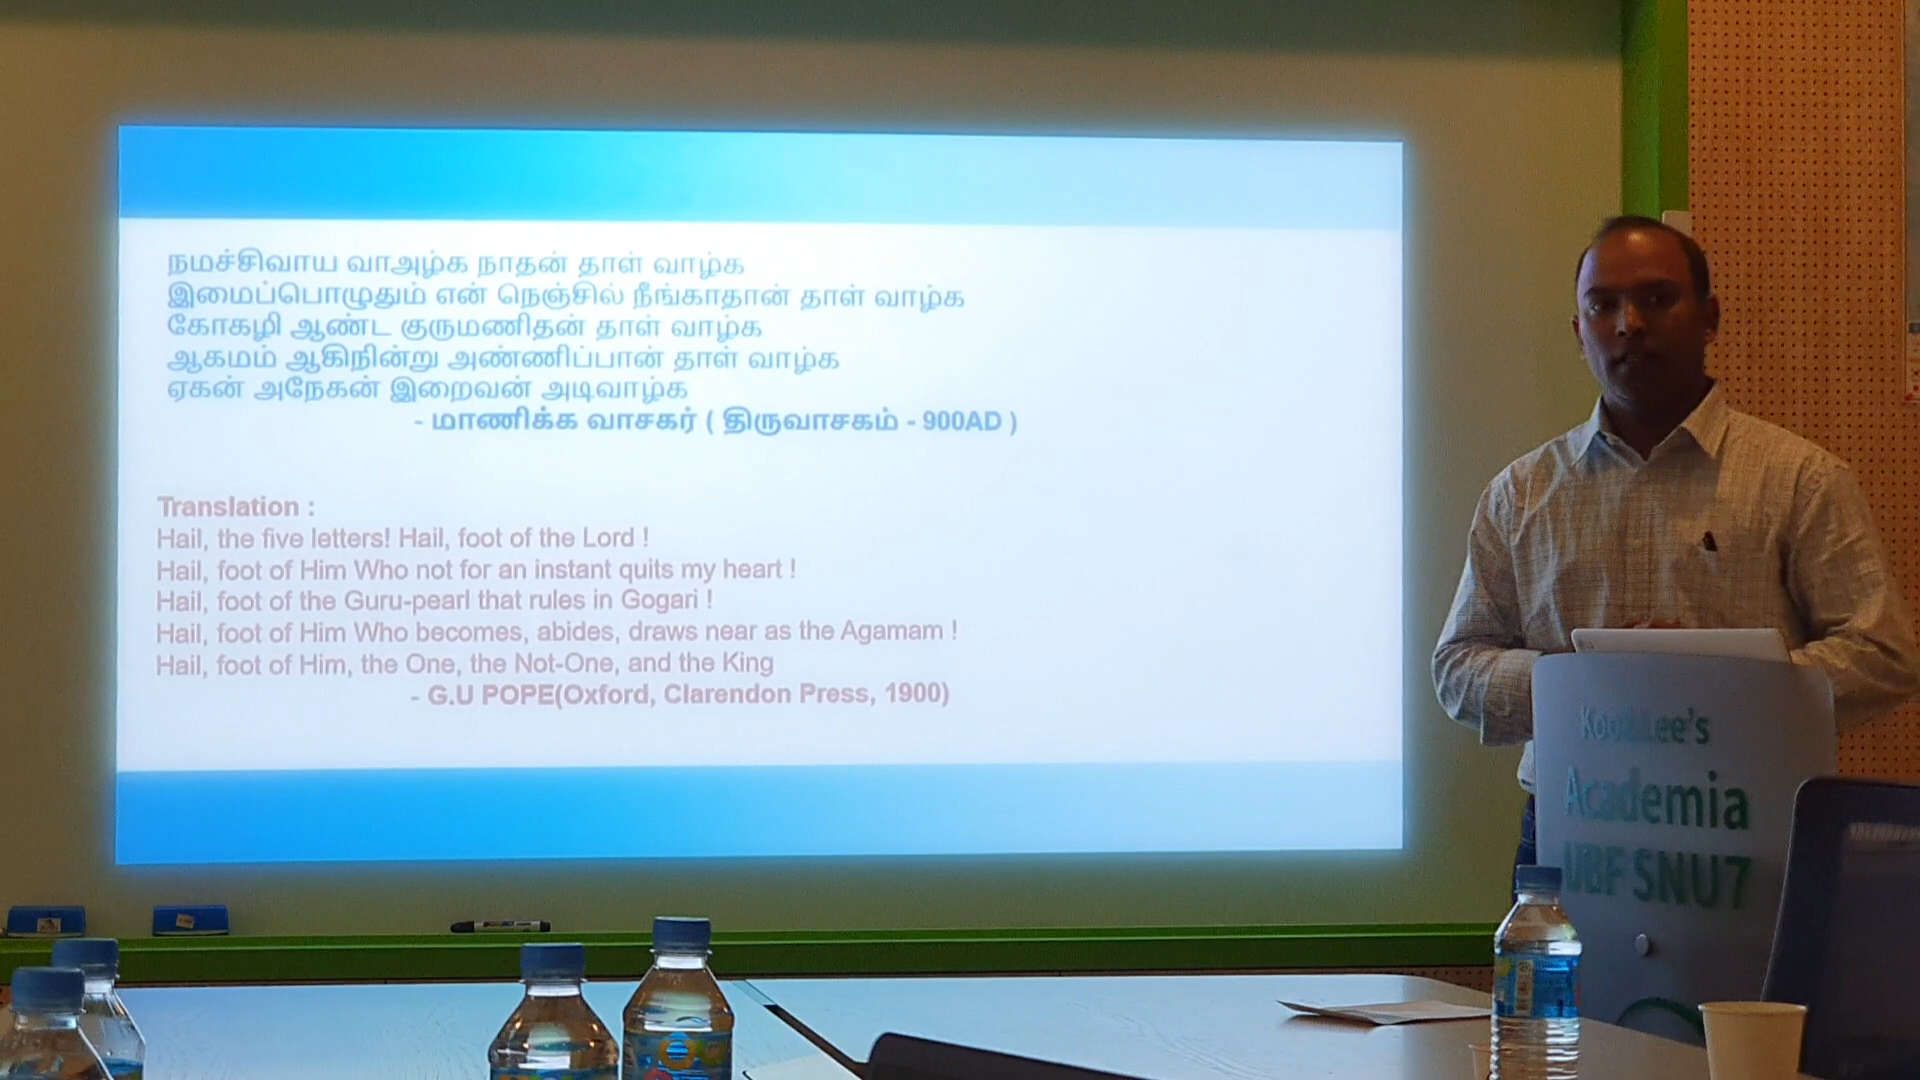 நமச்சிவாய வாஅழ்க நாதன் தாள் வாழ்க
இமைப்பொழுதும் என் நெஞ்சில் நீங்காதான் தாள் வாழ்க
கோகழி ஆண்ட குருமணிதன் தாள் வாழ்க
ஆகமம் ஆகிநின்று அண்ணிப்பான் தாள் வாழ்க
ஏகன் அநேகன் இறைவன் அடிவாழ்க
- மாணிக்க வாசகர் ( திருவாசகம் - 900AD )
Translation :
Hail, the five letters! Hail, foot of the Lord !
Hail, foot of Him Who not for an instant quits my heart !
Hail, foot of the Guru-pearl that rules in Gogari !
Hail, foot of Him Who becomes, abides, draws near as the Agamam !
Hail, foot of Him, the One, the Not-One, and the King
- G.U POPE(Oxford, Clarendon Press, 1900)
Academia
UBF SNU7